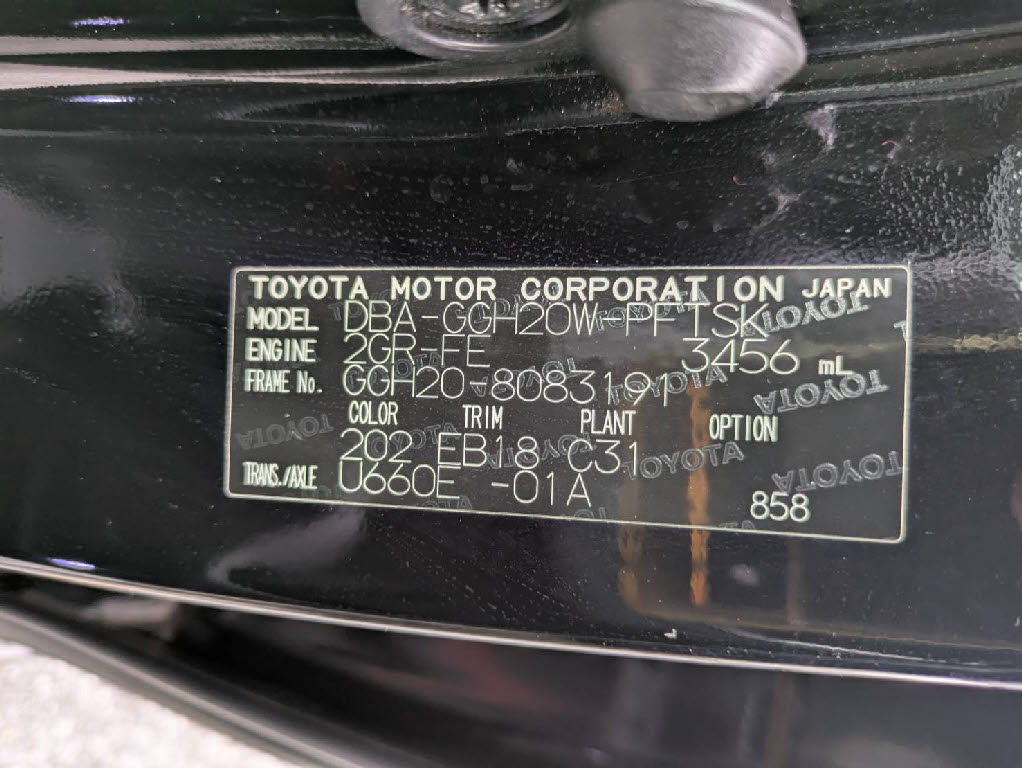 TOYOTA MOTOR CORPORATION JAPAN
MODEL DBA-GGH20W-PFTSK
ENGINE 2GR-FE 3456 mL
FRAME No. GGH20-8083191
COLOR TRIM PLANT OPTION
202 EB18 C31
TRANS./AXLE U660E -01A
858